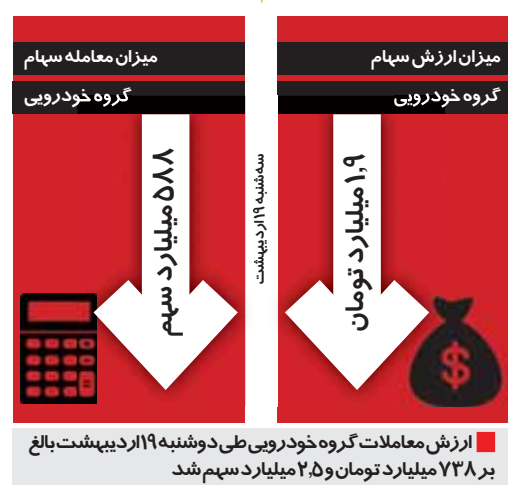 میزان ارزش سهام
گروه خودرویی
۱,۹ میلیارد تومان
سه‌شنبه ۱۹ اردیبهشت
میزان معامله سهام
گروه خودرویی
۵۸۸ میلیارد سهم
ارزش معاملات گروه خودرویی طی دوشنبه ۱۹ اردیبهشت بالغ
بر ۷۳۸ میلیارد تومان و ۲,۵ میلیارد سهم شد